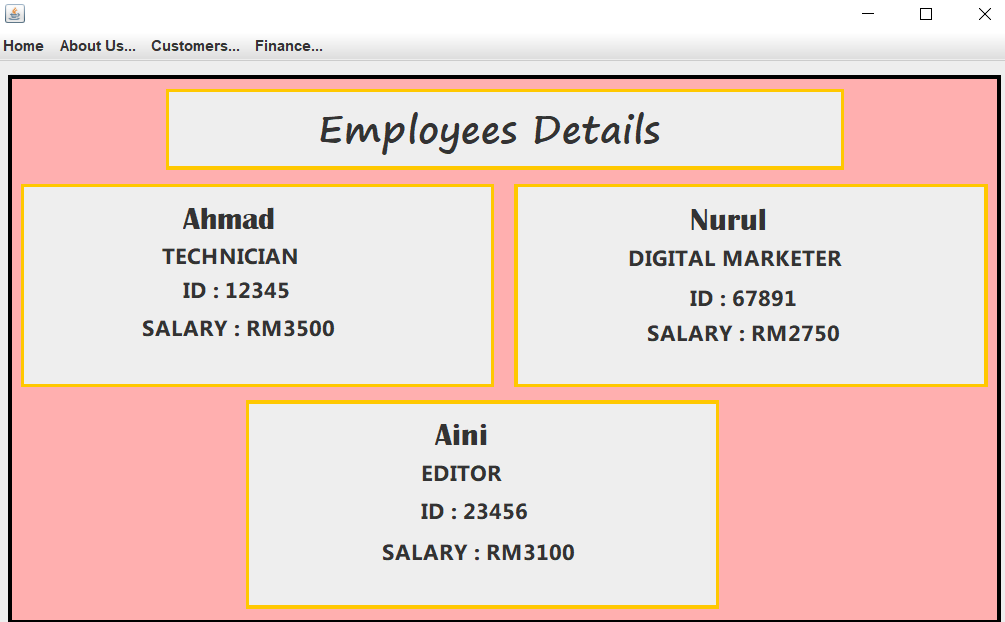 Home About Us... Customers... Finance...
Employees Details
Ahmad
TECHNICIAN
ID : 12345
SALARY : RM3500
Nurul
DIGITAL MARKETER
ID : 67891
SALARY : RM2750
Aini
EDITOR
ID : 23456
SALARY : RM3100